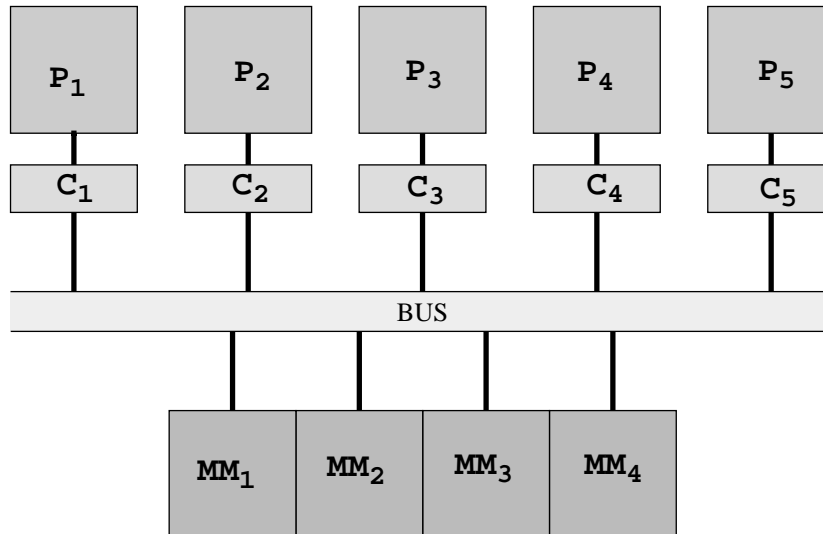 P₁ P₂ P₃ P₄ P₅
C₁ C₂ C₃ C₄ C₅
BUS
MM₁ MM₂ MM₃ MM₄